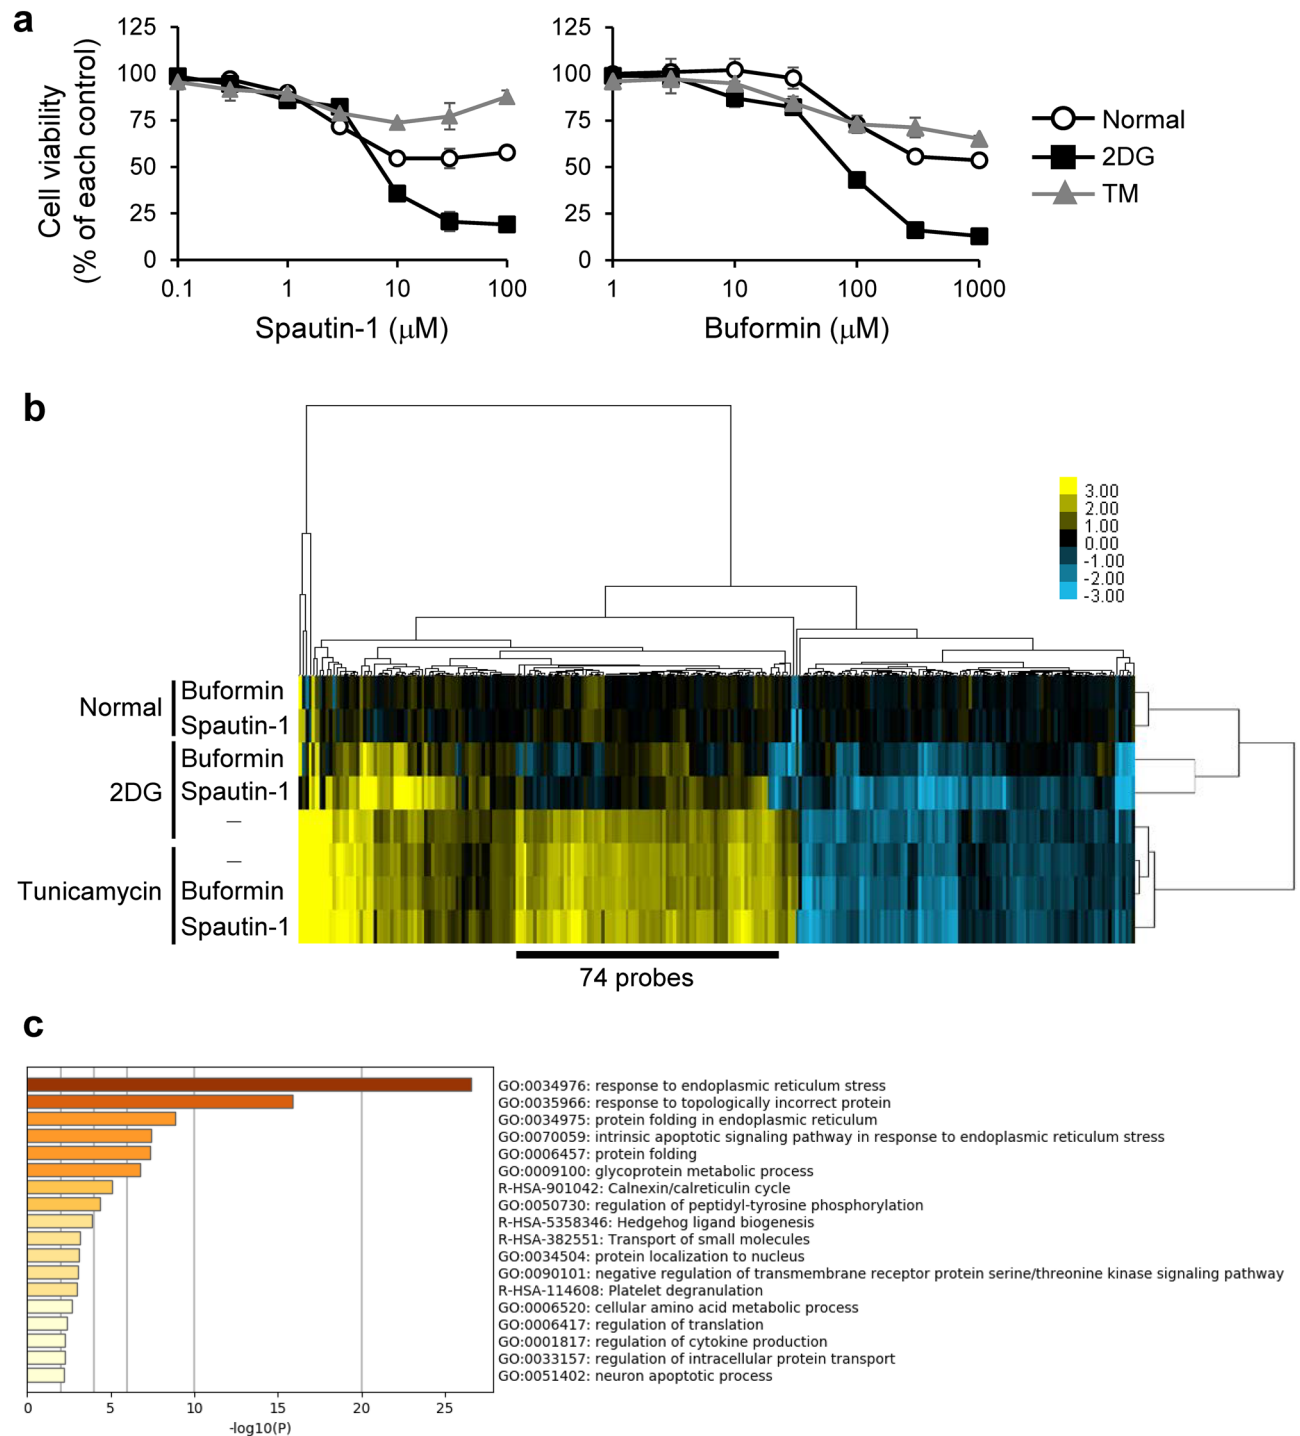 a
Cell viability
(% of each control)
125
100
75
50
25
0
0.1
1
10
100
Spautin-1 (μM)
125
100
75
50
25
0
1
10
100
1000
Buformin (μM)
Normal
2DG
TM
b
3.00
2.00
1.00
0.00
-1.00
-2.00
-3.00
Normal
Buformin
Spautin-1
2DG
Buformin
Spautin-1
—
Tunicamycin
—
Buformin
Spautin-1
74 probes
c
GO:0034976: response to endoplasmic reticulum stress
GO:0035966: response to topologically incorrect protein
GO:0034975: protein folding in endoplasmic reticulum
GO:0070059: intrinsic apoptotic signaling pathway in response to endoplasmic reticulum stress
GO:0006457: protein folding
GO:0009100: glycoprotein metabolic process
R-HSA-901042: Calnexin/calreticulin cycle
GO:0050730: regulation of peptidyl-tyrosine phosphorylation
R-HSA-5358346: Hedgehog ligand biogenesis
R-HSA-382551: Transport of small molecules
GO:0034504: protein localization to nucleus
GO:0090101: negative regulation of transmembrane receptor protein serine/threonine kinase signaling pathway
R-HSA-114608: Platelet degranulation
GO:0006520: cellular amino acid metabolic process
GO:0006417: regulation of translation
GO:0001817: regulation of cytokine production
GO:0033157: regulation of intracellular protein transport
GO:0051402: neuron apoptotic process
0
5
10
15
20
25
-log10(P)